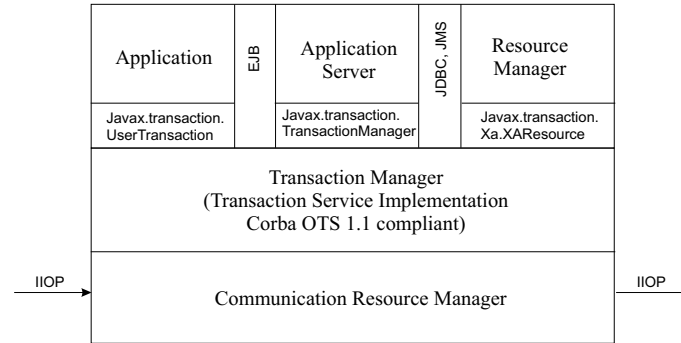 Application
EJB
Application
Server
JDBC, JMS
Resource
Manager
Javax.transaction.
UserTransaction
Javax.transaction.
TransactionManager
Javax.transaction.
Xa.XAResource
Transaction Manager
(Transaction Service Implementation
Corba OTS 1.1 compliant)
IIOP
Communication Resource Manager
IIOP